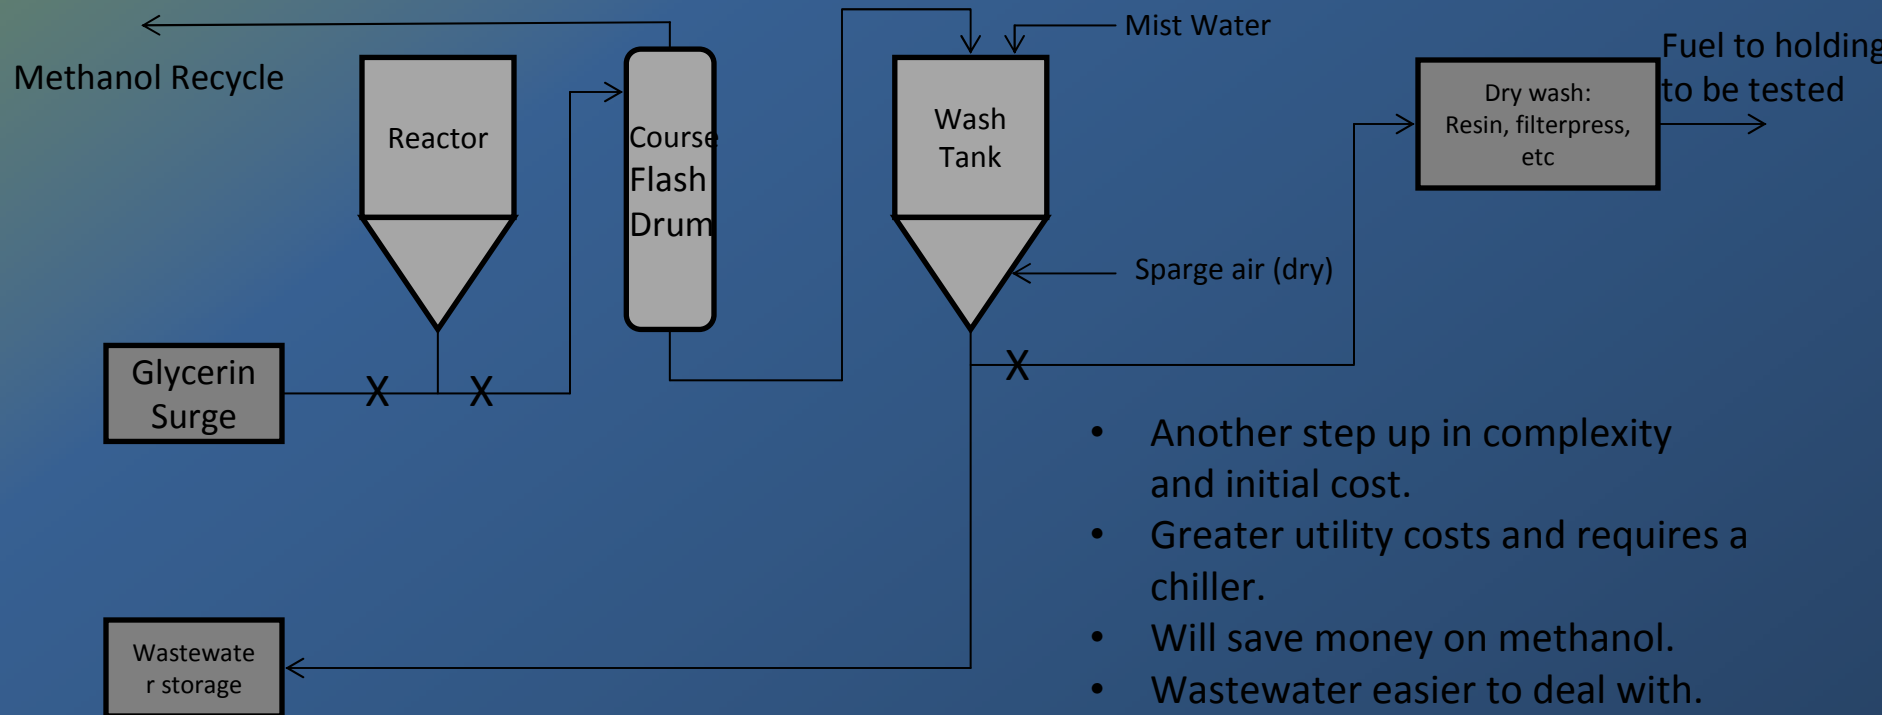 Methanol Recycle
Reactor
Course
Flash
Drum
Mist Water
Wash
Tank
Sparge air (dry)
Dry wash:
Resin, filterpress,
etc
Fuel to holding
to be tested
Glycerin
Surge
X
X
X
Wastewate
r storage
• Another step up in complexity
and initial cost.
• Greater utility costs and requires a
chiller.
• Will save money on methanol.
• Wastewater easier to deal with.